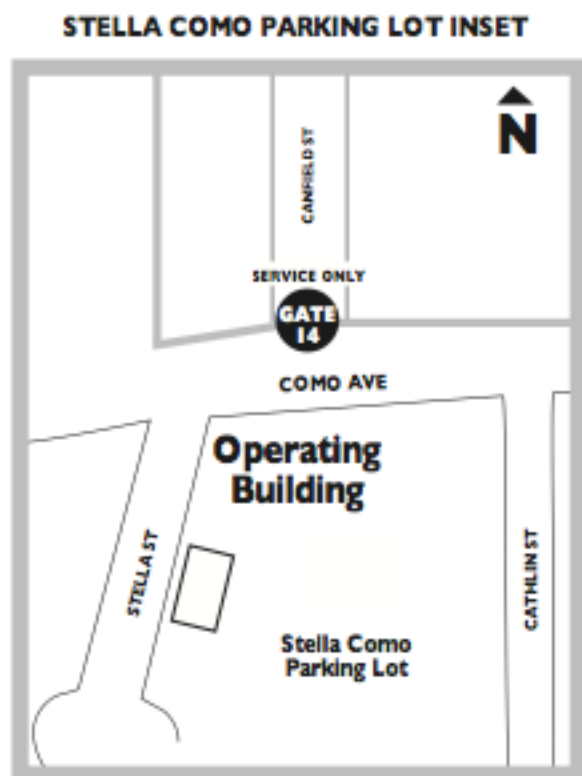 STELLA COMO PARKING LOT INSET
N
CANFIELD ST
SERVICE ONLY
GATE
14
COMO AVE
Operating
Building
STELLA ST
CATHLIN ST
Stella Como
Parking Lot